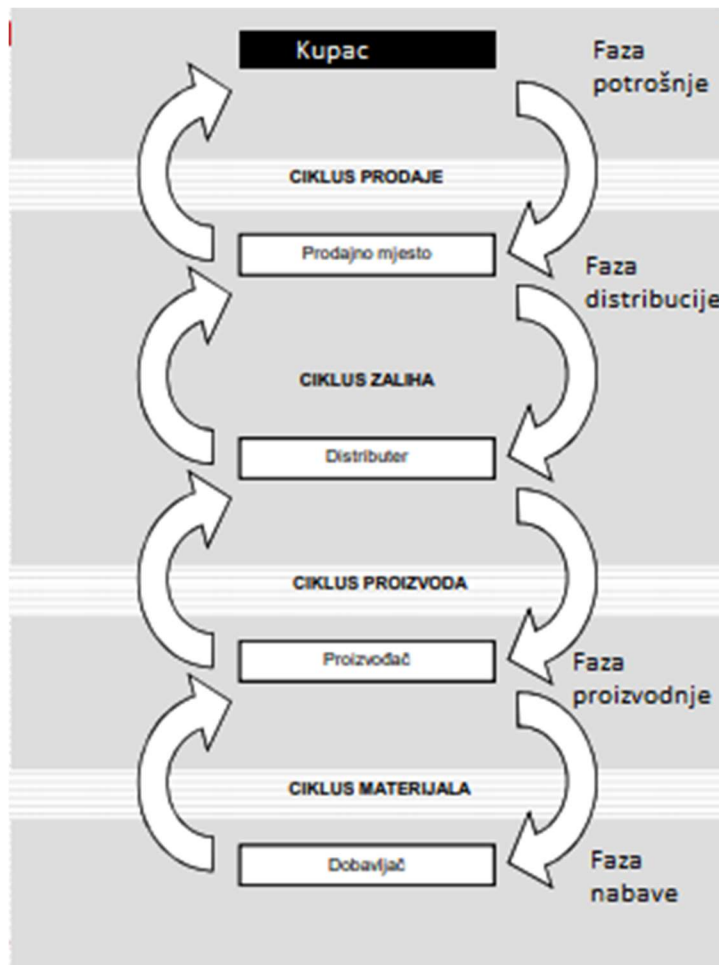 Kupac
Faza
potrošnje
CIKLUS PRODAJE
Prodajno mjesto
Faza
distribucije
CIKLUS ZALIHA
Distributer
CIKLUS PROIZVODA
Proizvođač
Faza
proizvodnje
CIKLUS MATERIJALA
Dobavljač
Faza
nabave